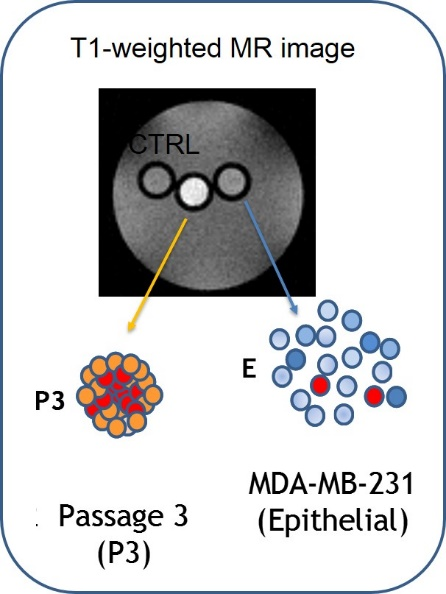 T1-weighted MR image
CTRL
E
P3
MDA-MB-231
(Epithelial)
Passage 3
(P3)